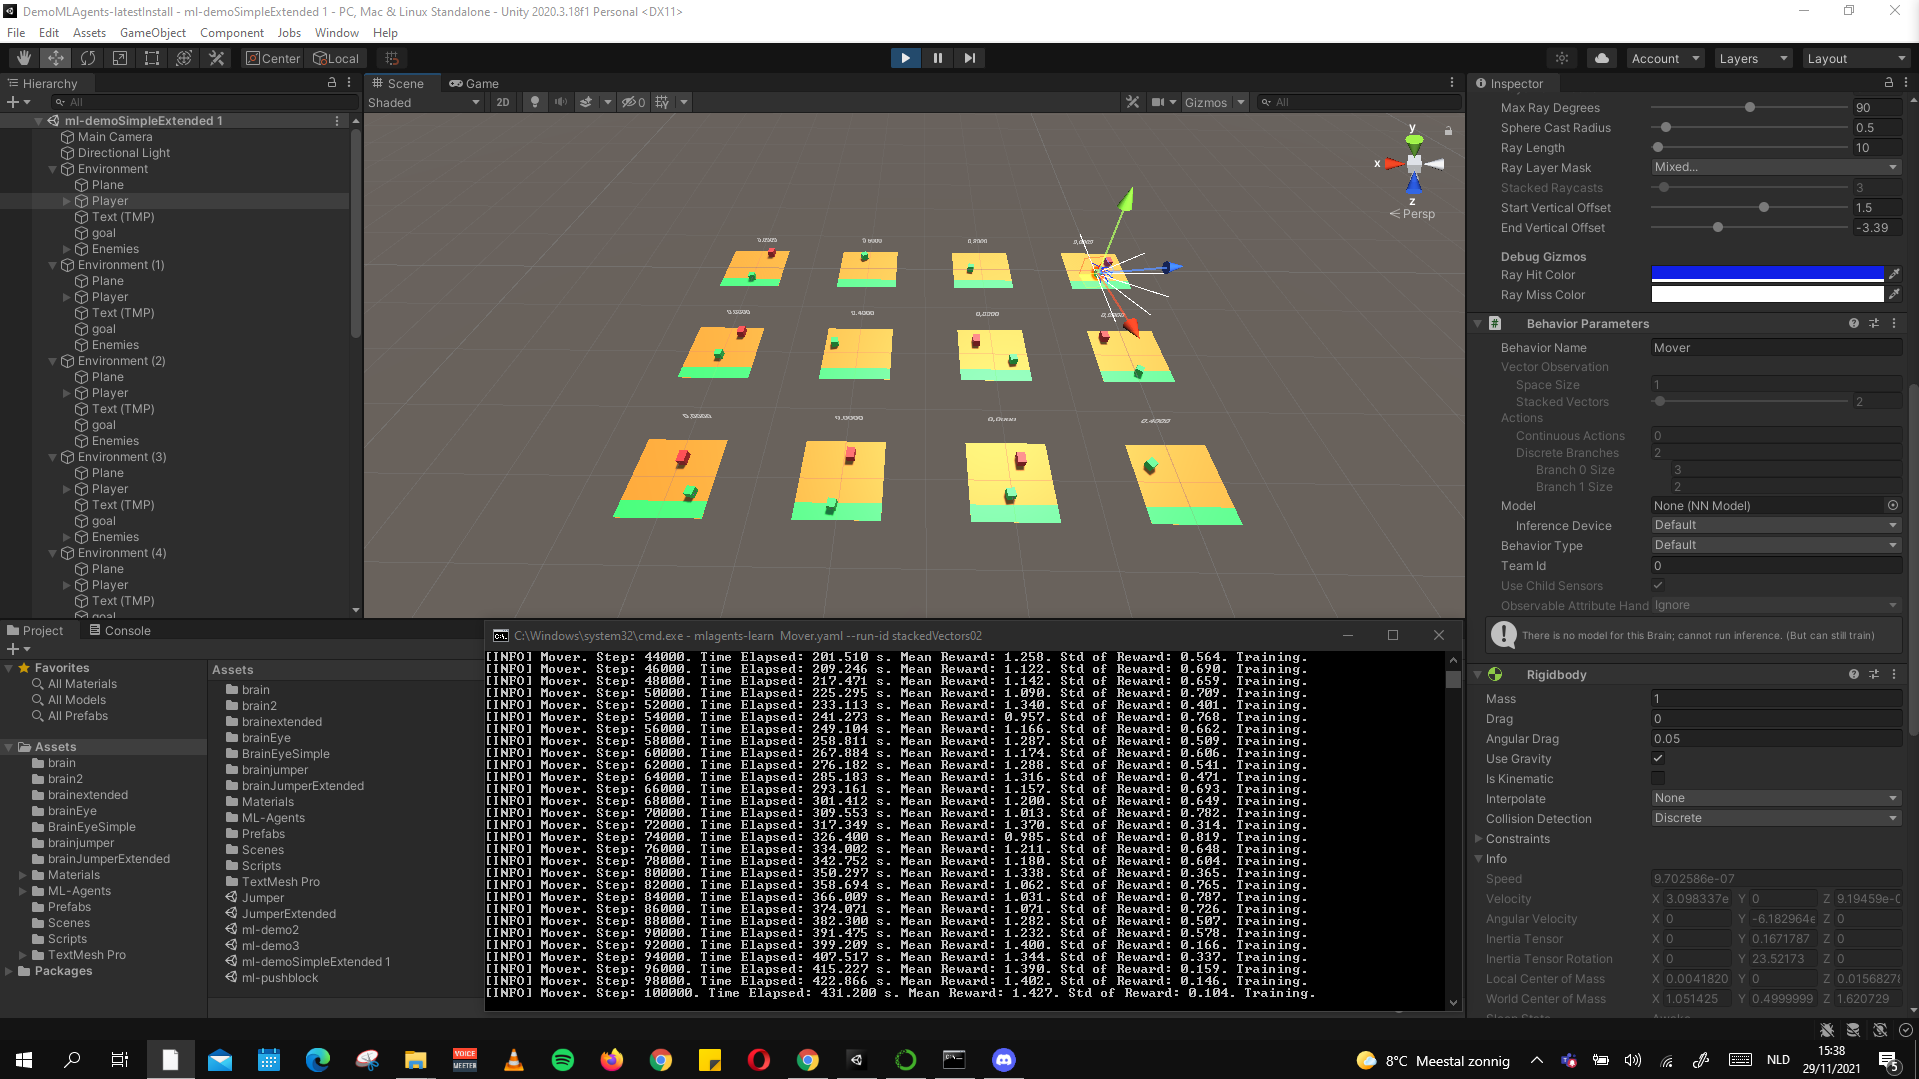 DemoMLAgents-latestInstall - ml-demoSimpleExtended 1 - PC, Mac & Linux Standalone - Unity 2020.3.18f1 Personal <DX11>
File Edit Assets GameObject Component Jobs Window Help
Center Local Account Layers Layout
Hierarchy
All
ml-demoSimpleExtended 1
Main Camera
Directional Light
Environment
Plane
Player
Text (TMP)
goal
Enemies
Environment (1)
Plane
Player
Text (TMP)
goal
Enemies
Environment (2)
Plane
Player
Text (TMP)
goal
Enemies
Environment (3)
Plane
Player
Text (TMP)
goal
Enemies
Environment (4)
Plane
Player
Text (TMP)
goal
Scene Game
Shaded 2D 0 Gizmos All
y
x
z
Persp
0.4000
0.4000
Inspector
Max Ray Degrees 90
Sphere Cast Radius 0.5
Ray Length 10
Ray Layer Mask Mixed...
Stacked Raycasts 3
Start Vertical Offset 1.5
End Vertical Offset -3.39
Debug Gizmos
Ray Hit Color
Ray Miss Color
Behavior Parameters
Behavior Name Mover
Vector Observation
Space Size 1
Stacked Vectors 2
Actions
Continuous Actions 0
Discrete Branches 2
Branch 0 Size 3
Branch 1 Size 2
Model None (NN Model)
Inference Device Default
Behavior Type Default
Team Id 0
Use Child Sensors
Observable Attribute Hand Ignore
There is no model for this Brain; cannot run inference. (But can still train)
Rigidbody
Mass 1
Drag 0
Angular Drag 0.05
Use Gravity
Is Kinematic
Interpolate None
Collision Detection Discrete
Constraints
Info
Speed 9.702586e-07
Velocity X 3.098337e Y 0 Z 9.19459e-0
Angular Velocity X 0 Y -6.182964e Z 0
Inertia Tensor X 0 Y 0.1671787 Z 0
Inertia Tensor Rotation X 0 Y 23.52173 Z 0
Local Center of Mass X 0.0041820 Y 0 Z 0.01568278
World Center of Mass X 1.051425 Y 0.4999999 Z 1.620729
Sleep State Awake
Project Console
Favorites
All Materials
All Models
All Prefabs
Assets
brain
brain2
brainextended
brainEye
BrainEyeSimple
brainjumper
brainJumperExtended
Materials
ML-Agents
Prefabs
Scenes
Scripts
TextMesh Pro
Packages
Assets
brain
brain2
brainextended
brainEye
BrainEyeSimple
brainjumper
brainJumperExtended
Materials
ML-Agents
Prefabs
Scenes
Scripts
TextMesh Pro
Jumper
JumperExtended
ml-demo2
ml-demo3
ml-demoSimpleExtended 1
ml-pushblock
C:\Windows\system32\cmd.exe - mlagents-learn Mover.yaml --run-id stackedVectors02
[INFO] Mover. Step: 44000. Time Elapsed: 201.510 s. Mean Reward: 1.258. Std of Reward: 0.564. Training.
[INFO] Mover. Step: 46000. Time Elapsed: 209.246 s. Mean Reward: 1.122. Std of Reward: 0.690. Training.
[INFO] Mover. Step: 48000. Time Elapsed: 217.471 s. Mean Reward: 1.142. Std of Reward: 0.659. Training.
[INFO] Mover. Step: 50000. Time Elapsed: 225.295 s. Mean Reward: 1.090. Std of Reward: 0.709. Training.
[INFO] Mover. Step: 52000. Time Elapsed: 233.113 s. Mean Reward: 1.340. Std of Reward: 0.401. Training.
[INFO] Mover. Step: 54000. Time Elapsed: 241.273 s. Mean Reward: 0.957. Std of Reward: 0.768. Training.
[INFO] Mover. Step: 56000. Time Elapsed: 249.104 s. Mean Reward: 1.166. Std of Reward: 0.662. Training.
[INFO] Mover. Step: 58000. Time Elapsed: 258.811 s. Mean Reward: 1.287. Std of Reward: 0.509. Training.
[INFO] Mover. Step: 60000. Time Elapsed: 267.884 s. Mean Reward: 1.174. Std of Reward: 0.606. Training.
[INFO] Mover. Step: 62000. Time Elapsed: 276.182 s. Mean Reward: 1.288. Std of Reward: 0.541. Training.
[INFO] Mover. Step: 64000. Time Elapsed: 285.183 s. Mean Reward: 1.316. Std of Reward: 0.471. Training.
[INFO] Mover. Step: 66000. Time Elapsed: 293.161 s. Mean Reward: 1.157. Std of Reward: 0.693. Training.
[INFO] Mover. Step: 68000. Time Elapsed: 301.412 s. Mean Reward: 1.200. Std of Reward: 0.649. Training.
[INFO] Mover. Step: 70000. Time Elapsed: 309.553 s. Mean Reward: 1.013. Std of Reward: 0.782. Training.
[INFO] Mover. Step: 72000. Time Elapsed: 317.349 s. Mean Reward: 1.370. Std of Reward: 0.314. Training.
[INFO] Mover. Step: 74000. Time Elapsed: 326.400 s. Mean Reward: 0.985. Std of Reward: 0.819. Training.
[INFO] Mover. Step: 76000. Time Elapsed: 334.002 s. Mean Reward: 1.211. Std of Reward: 0.648. Training.
[INFO] Mover. Step: 78000. Time Elapsed: 342.752 s. Mean Reward: 1.180. Std of Reward: 0.604. Training.
[INFO] Mover. Step: 80000. Time Elapsed: 350.297 s. Mean Reward: 1.338. Std of Reward: 0.365. Training.
[INFO] Mover. Step: 82000. Time Elapsed: 358.694 s. Mean Reward: 1.062. Std of Reward: 0.765. Training.
[INFO] Mover. Step: 84000. Time Elapsed: 366.009 s. Mean Reward: 1.031. Std of Reward: 0.787. Training.
[INFO] Mover. Step: 86000. Time Elapsed: 374.071 s. Mean Reward: 1.071. Std of Reward: 0.726. Training.
[INFO] Mover. Step: 88000. Time Elapsed: 382.300 s. Mean Reward: 1.282. Std of Reward: 0.507. Training.
[INFO] Mover. Step: 90000. Time Elapsed: 391.475 s. Mean Reward: 1.232. Std of Reward: 0.578. Training.
[INFO] Mover. Step: 92000. Time Elapsed: 399.209 s. Mean Reward: 1.400. Std of Reward: 0.166. Training.
[INFO] Mover. Step: 94000. Time Elapsed: 407.517 s. Mean Reward: 1.344. Std of Reward: 0.337. Training.
[INFO] Mover. Step: 96000. Time Elapsed: 415.227 s. Mean Reward: 1.390. Std of Reward: 0.159. Training.
[INFO] Mover. Step: 98000. Time Elapsed: 422.866 s. Mean Reward: 1.402. Std of Reward: 0.146. Training.
[INFO] Mover. Step: 100000. Time Elapsed: 431.200 s. Mean Reward: 1.427. Std of Reward: 0.104. Training.
VOICE MEETER
8°C Meestal zonnig NLD 15:38
29/11/2021
5